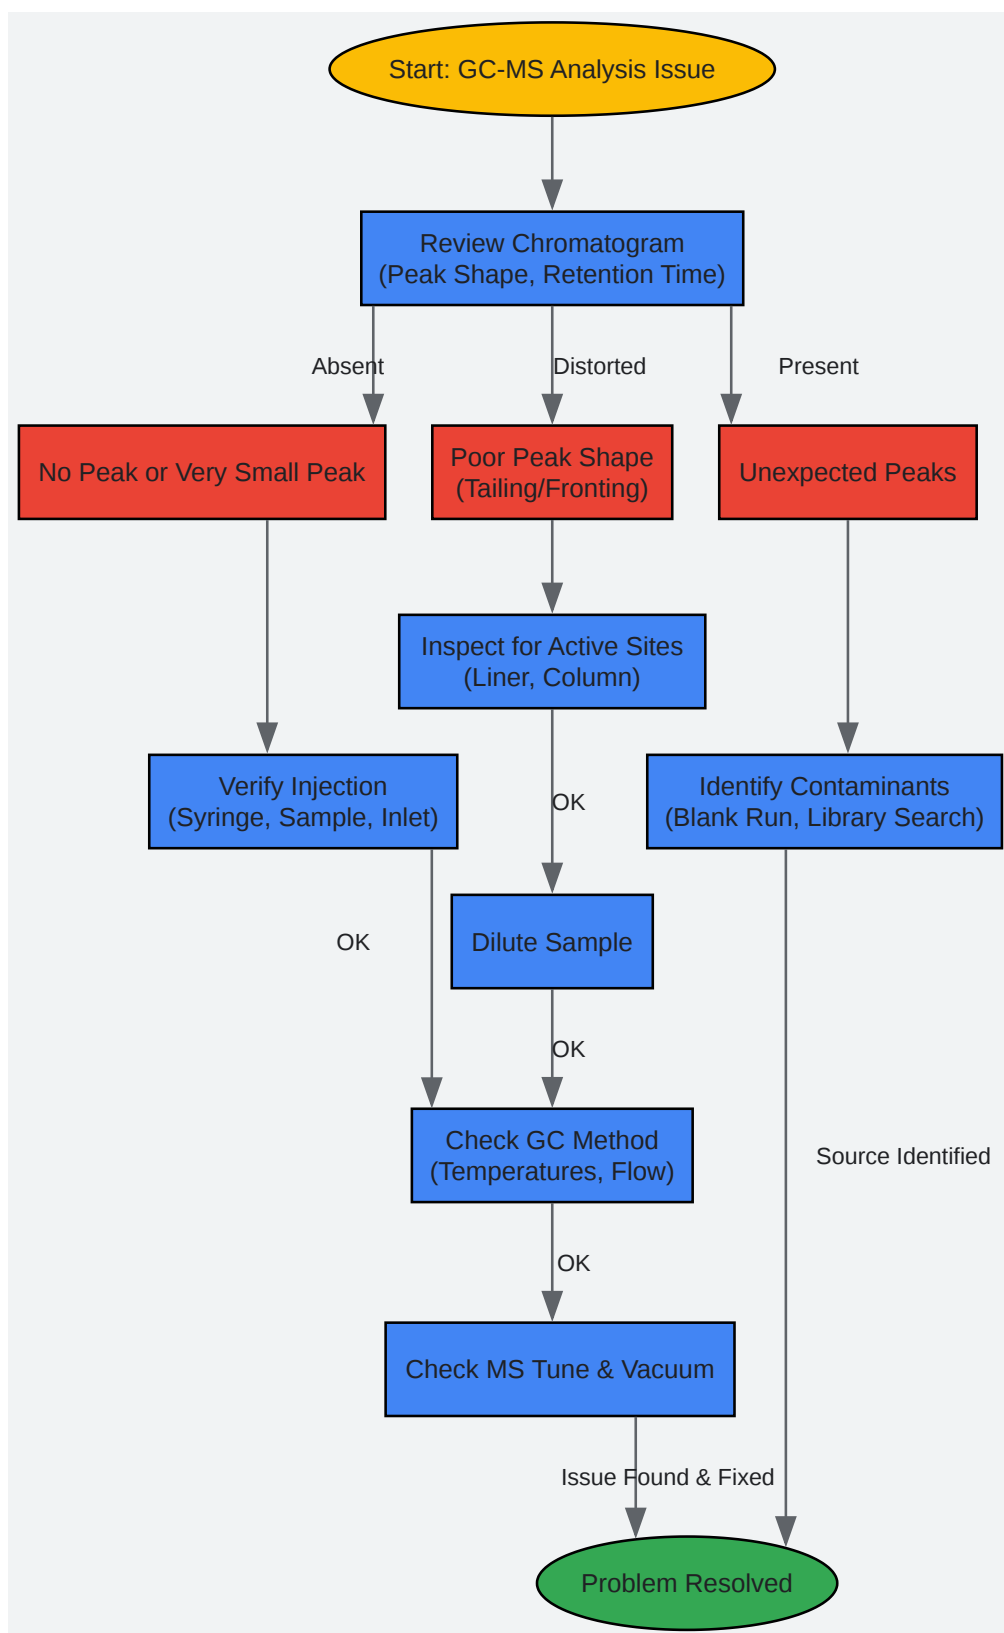 Start: GC-MS Analysis Issue
Review Chromatogram
(Peak Shape, Retention Time)
Absent
Distorted
Present
No Peak or Very Small Peak
Poor Peak Shape
(Tailing/Fronting)
Unexpected Peaks
Inspect for Active Sites
(Liner, Column)
Verify Injection
(Syringe, Sample, Inlet)
OK
Identify Contaminants
(Blank Run, Library Search)
OK
Dilute Sample
OK
Check GC Method
(Temperatures, Flow)
Source Identified
OK
Check MS Tune & Vacuum
Issue Found & Fixed
Problem Resolved